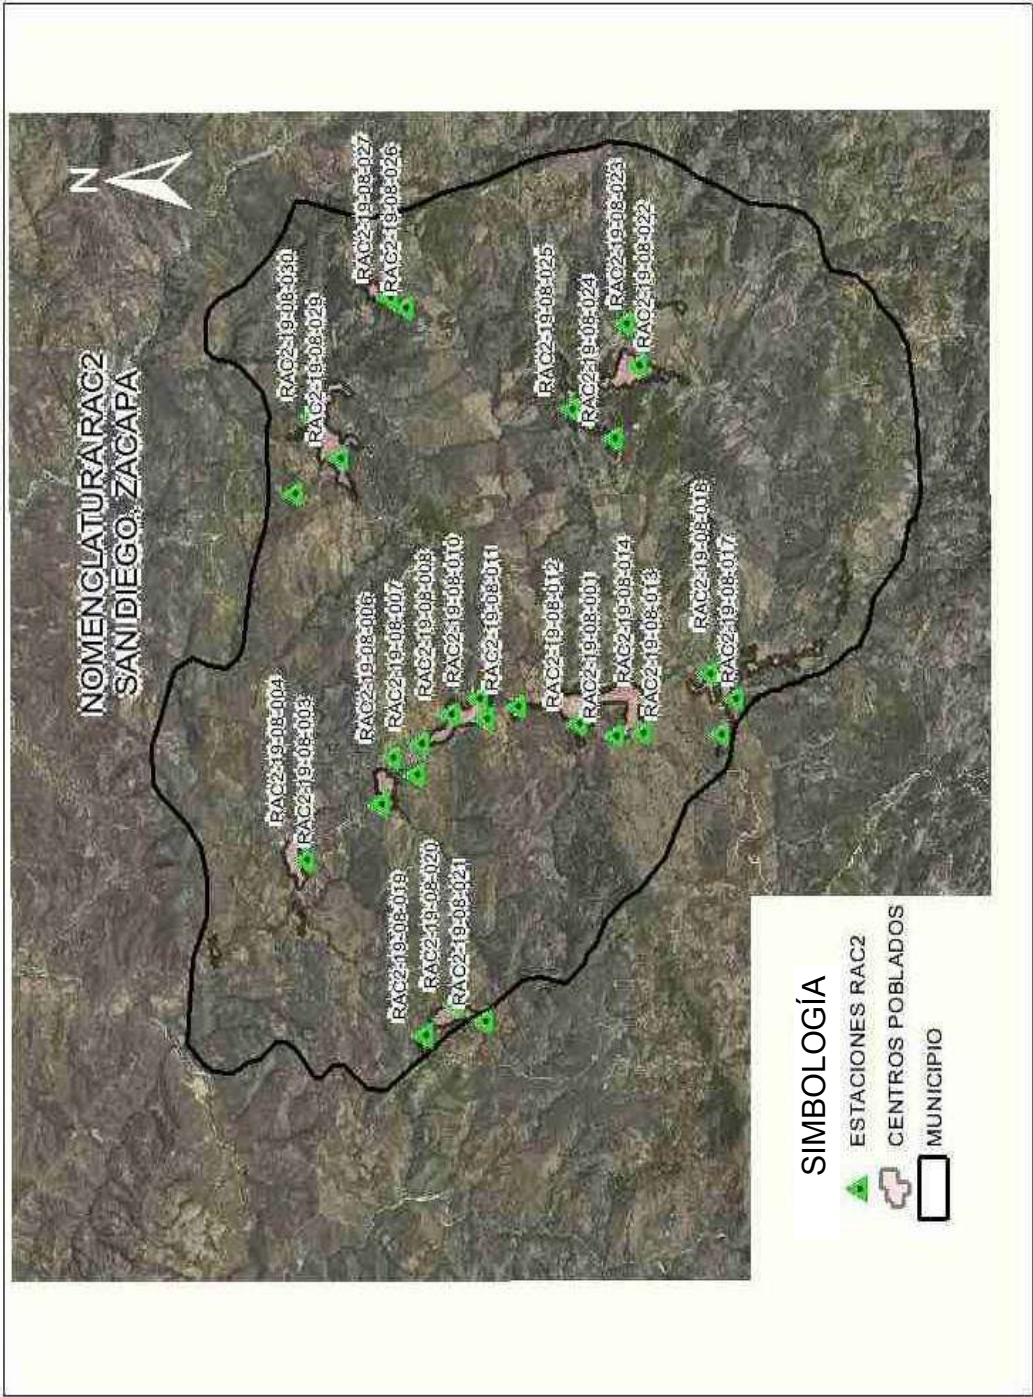 NOMENCLATURA RAC2
SAN DIEGO, ZACAPA
N
RAC2-19-08-004
RAC2-19-08-003
RAC2-19-08-030
RAC2-19-08-029
RAC2-19-08-027
RAC2-19-08-026
RAC2-19-08-006
RAC2-19-08-007
RAC2-19-08-008
RAC2-19-08-010
RAC2-19-08-011
RAC2-19-08-019
RAC2-19-08-020
RAC2-19-08-021
RAC2-19-08-012
RAC2-19-08-001
RAC2-19-08-014
RAC2-19-08-013
RAC2-19-08-025
RAC2-19-08-024
RAC2-19-08-023
RAC2-19-08-022
RAC2-19-08-017
SIMBOLOGÍA
ESTACIONES RAC2
CENTROS POBLADOS
MUNICIPIO